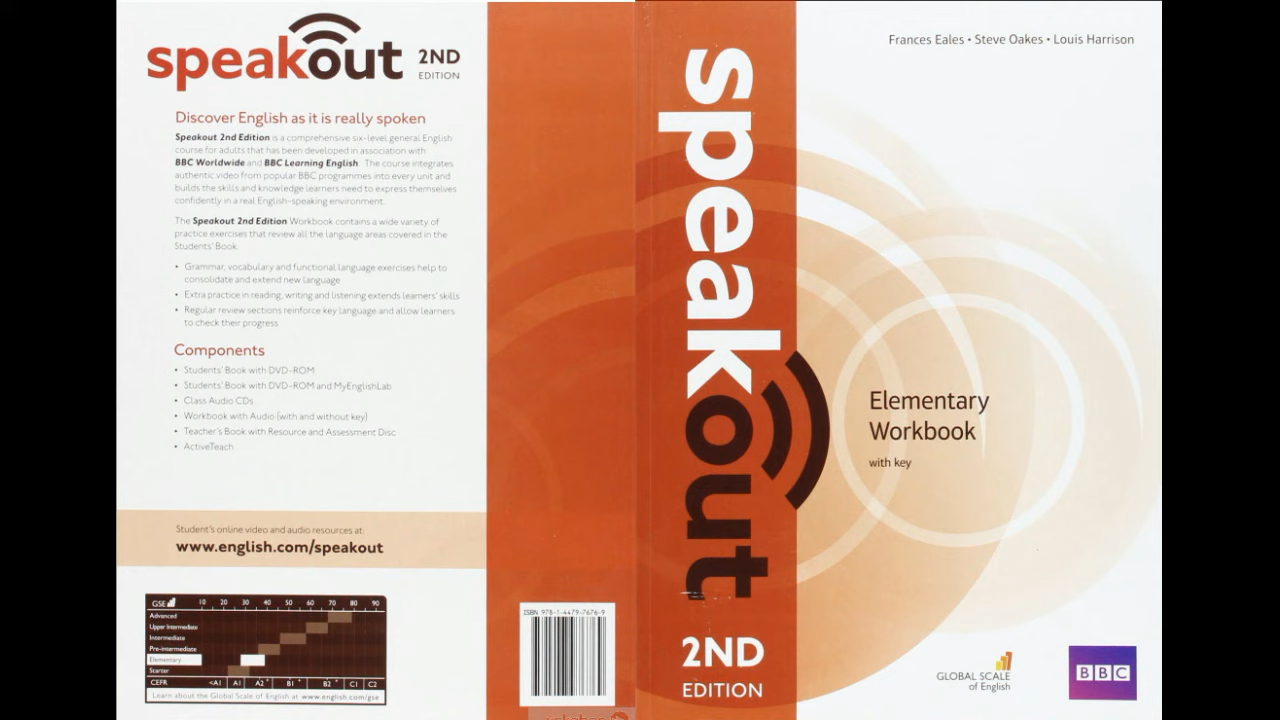 speakout 2ND
EDITION
Discover English as it is really spoken
Speakout 2nd Edition is a comprehensive six-level general English
course for adults that has been developed in association with
BBC Worldwide and BBC Learning English. The course integrates
authentic video from popular BBC programmes into every unit and
builds the skills and knowledge learners need to express themselves
confidently in a real English-speaking environment.
The Speakout 2nd Edition Workbook contains a wide variety of
practice exercises that review all the language areas covered in the
Students' Book.
• Grammar, vocabulary and functional language exercises help to
consolidate and extend new language
• Extra practice in reading, writing and listening extends learners' skills
• Regular review sections reinforce key language and allow learners
to check their progress
Components
• Students' Book with DVD-ROM
• Students' Book with DVD-ROM and MyEnglishLab
• Class Audio CDs
• Workbook with Audio (with and without key)
• Teacher's Book with Resource and Assessment Disc
• ActiveTeach
Student's online video and audio resources at:
www.english.com/speakout
GSE 10 20 30 40 50 60 70 80 90
Advanced
Upper Intermediate
Intermediate
Pre-intermediate
Elementary
Starter
CEFR <A1 A1 A2 + B1 + B2 + C1 C2
Learn about the Global Scale of English at www.english.com/gse
ISBN 978-1-4479-7676-9
speakout
2ND
EDITION
Frances Eales • Steve Oakes • Louis Harrison
Elementary
Workbook
with key
GLOBAL SCALE
of English
BBC